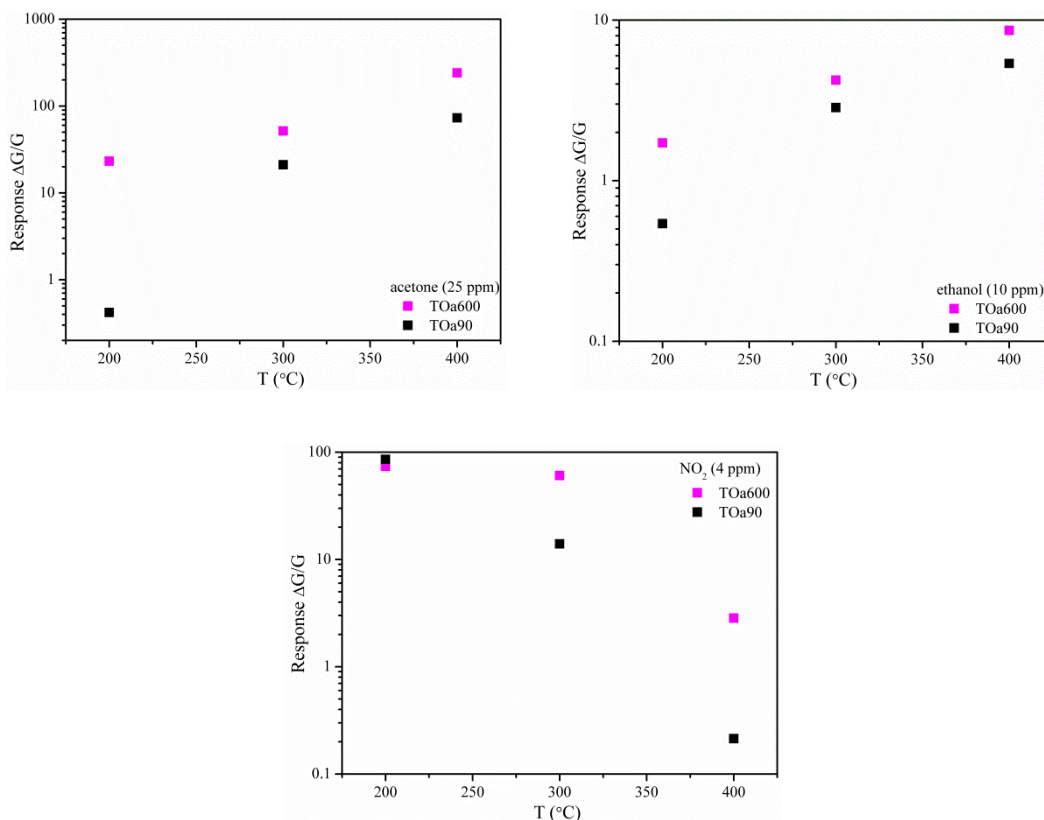 1000
100
10
1
Response ΔG/G
acetone (25 ppm)
TOa600
TOa90
200 250 300 350 400
T (°C)
10
1
0.1
Response ΔG/G
ethanol (10 ppm)
TOa600
TOa90
200 250 300 350 400
T (°C)
100
10
1
0.1
Response ΔG/G
NO₂ (4 ppm)
TOa600
TOa90
200 250 300 350 400
T (°C)